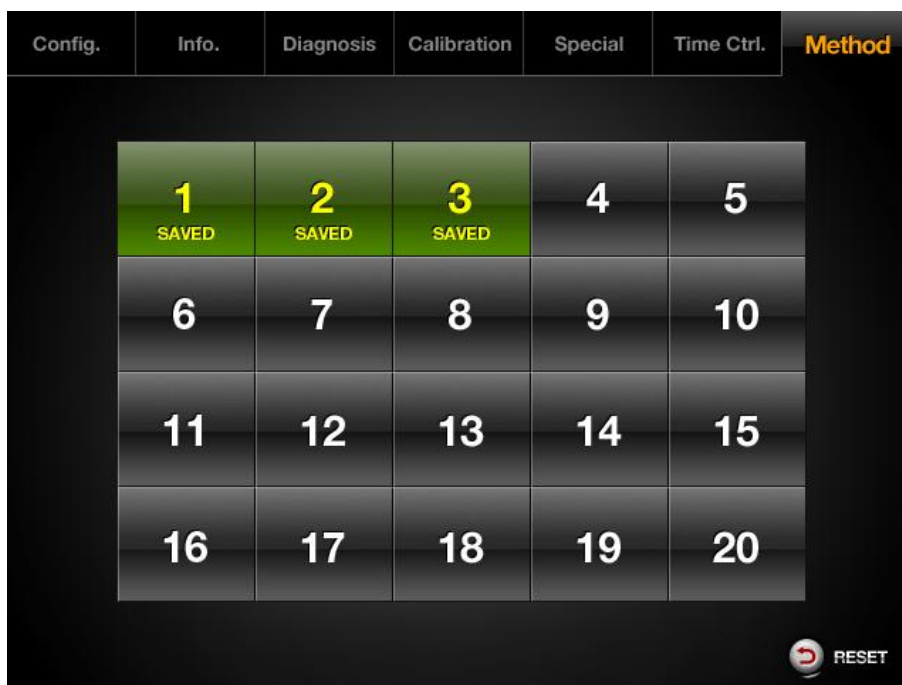 Config. Info. Diagnosis Calibration Special Time Ctrl. Method
1 2 3 4 5
SAVED SAVED SAVED
6 7 8 9 10
11 12 13 14 15
16 17 18 19 20
RESET